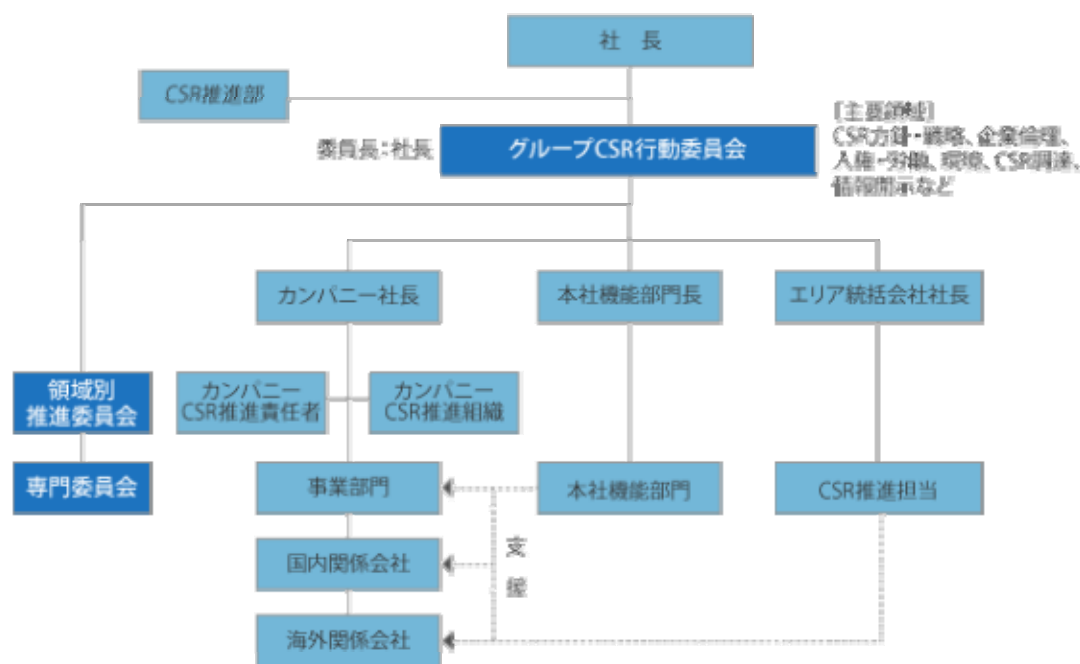 社 長
CSR推進部
委員長:社長
グループCSR行動委員会
[主要領域]
CSR方針・戦略、企業倫理、
人権・労働、環境、CSR調達、
情報開示など
カンパニー社長
本社機能部門長
エリア統括会社社長
領域別
推進委員会
カンパニー
CSR推進責任者
カンパニー
CSR推進組織
専門委員会
事業部門
本社機能部門
CSR推進担当
支
援
国内関係会社
海外関係会社